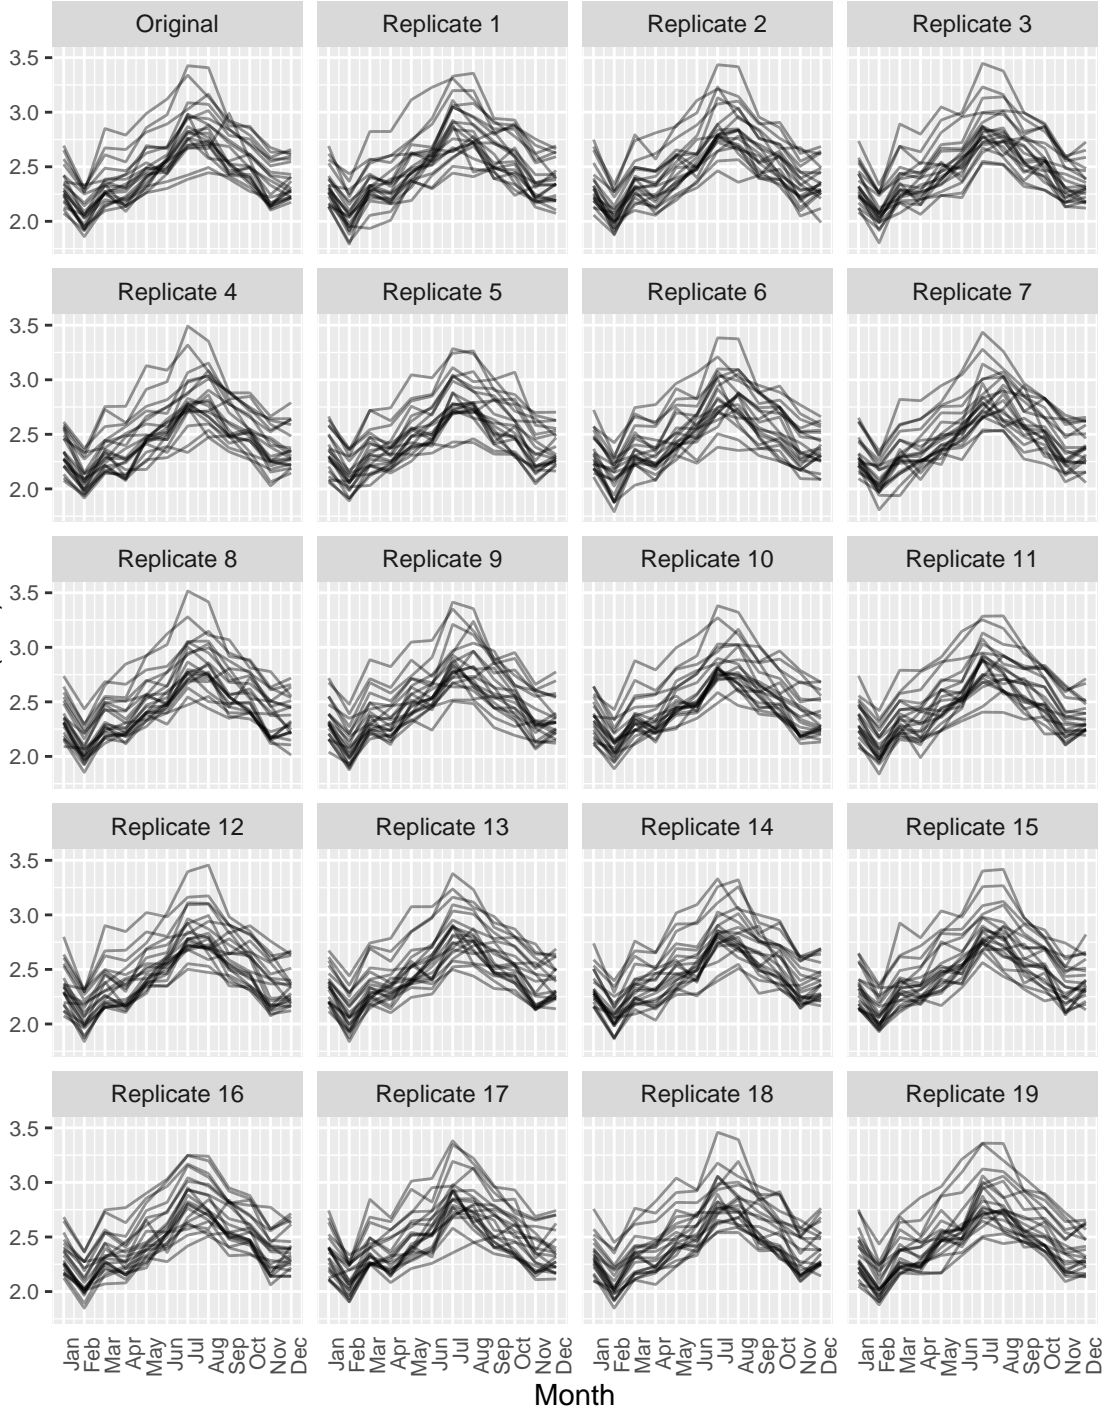 Original Replicate 1 Replicate 2 Replicate 3
3.5
3.0
2.5
2.0
Replicate 4 Replicate 5 Replicate 6 Replicate 7
3.5
3.0
2.5
2.0
Replicate 8 Replicate 9 Replicate 10 Replicate 11
3.5
3.0
2.5
2.0
Replicate 12 Replicate 13 Replicate 14 Replicate 15
3.5
3.0
2.5
2.0
Replicate 16 Replicate 17 Replicate 18 Replicate 19
3.5
3.0
2.5
2.0
Jan Feb Mar Apr May Jun Jul Aug Sep Oct Nov Dec Jan Feb Mar Apr May Jun Jul Aug Sep Oct Nov Dec Jan Feb Mar Apr May Jun Jul Aug Sep Oct Nov Dec Jan Feb Mar Apr May Jun Jul Aug Sep Oct Nov Dec
Month